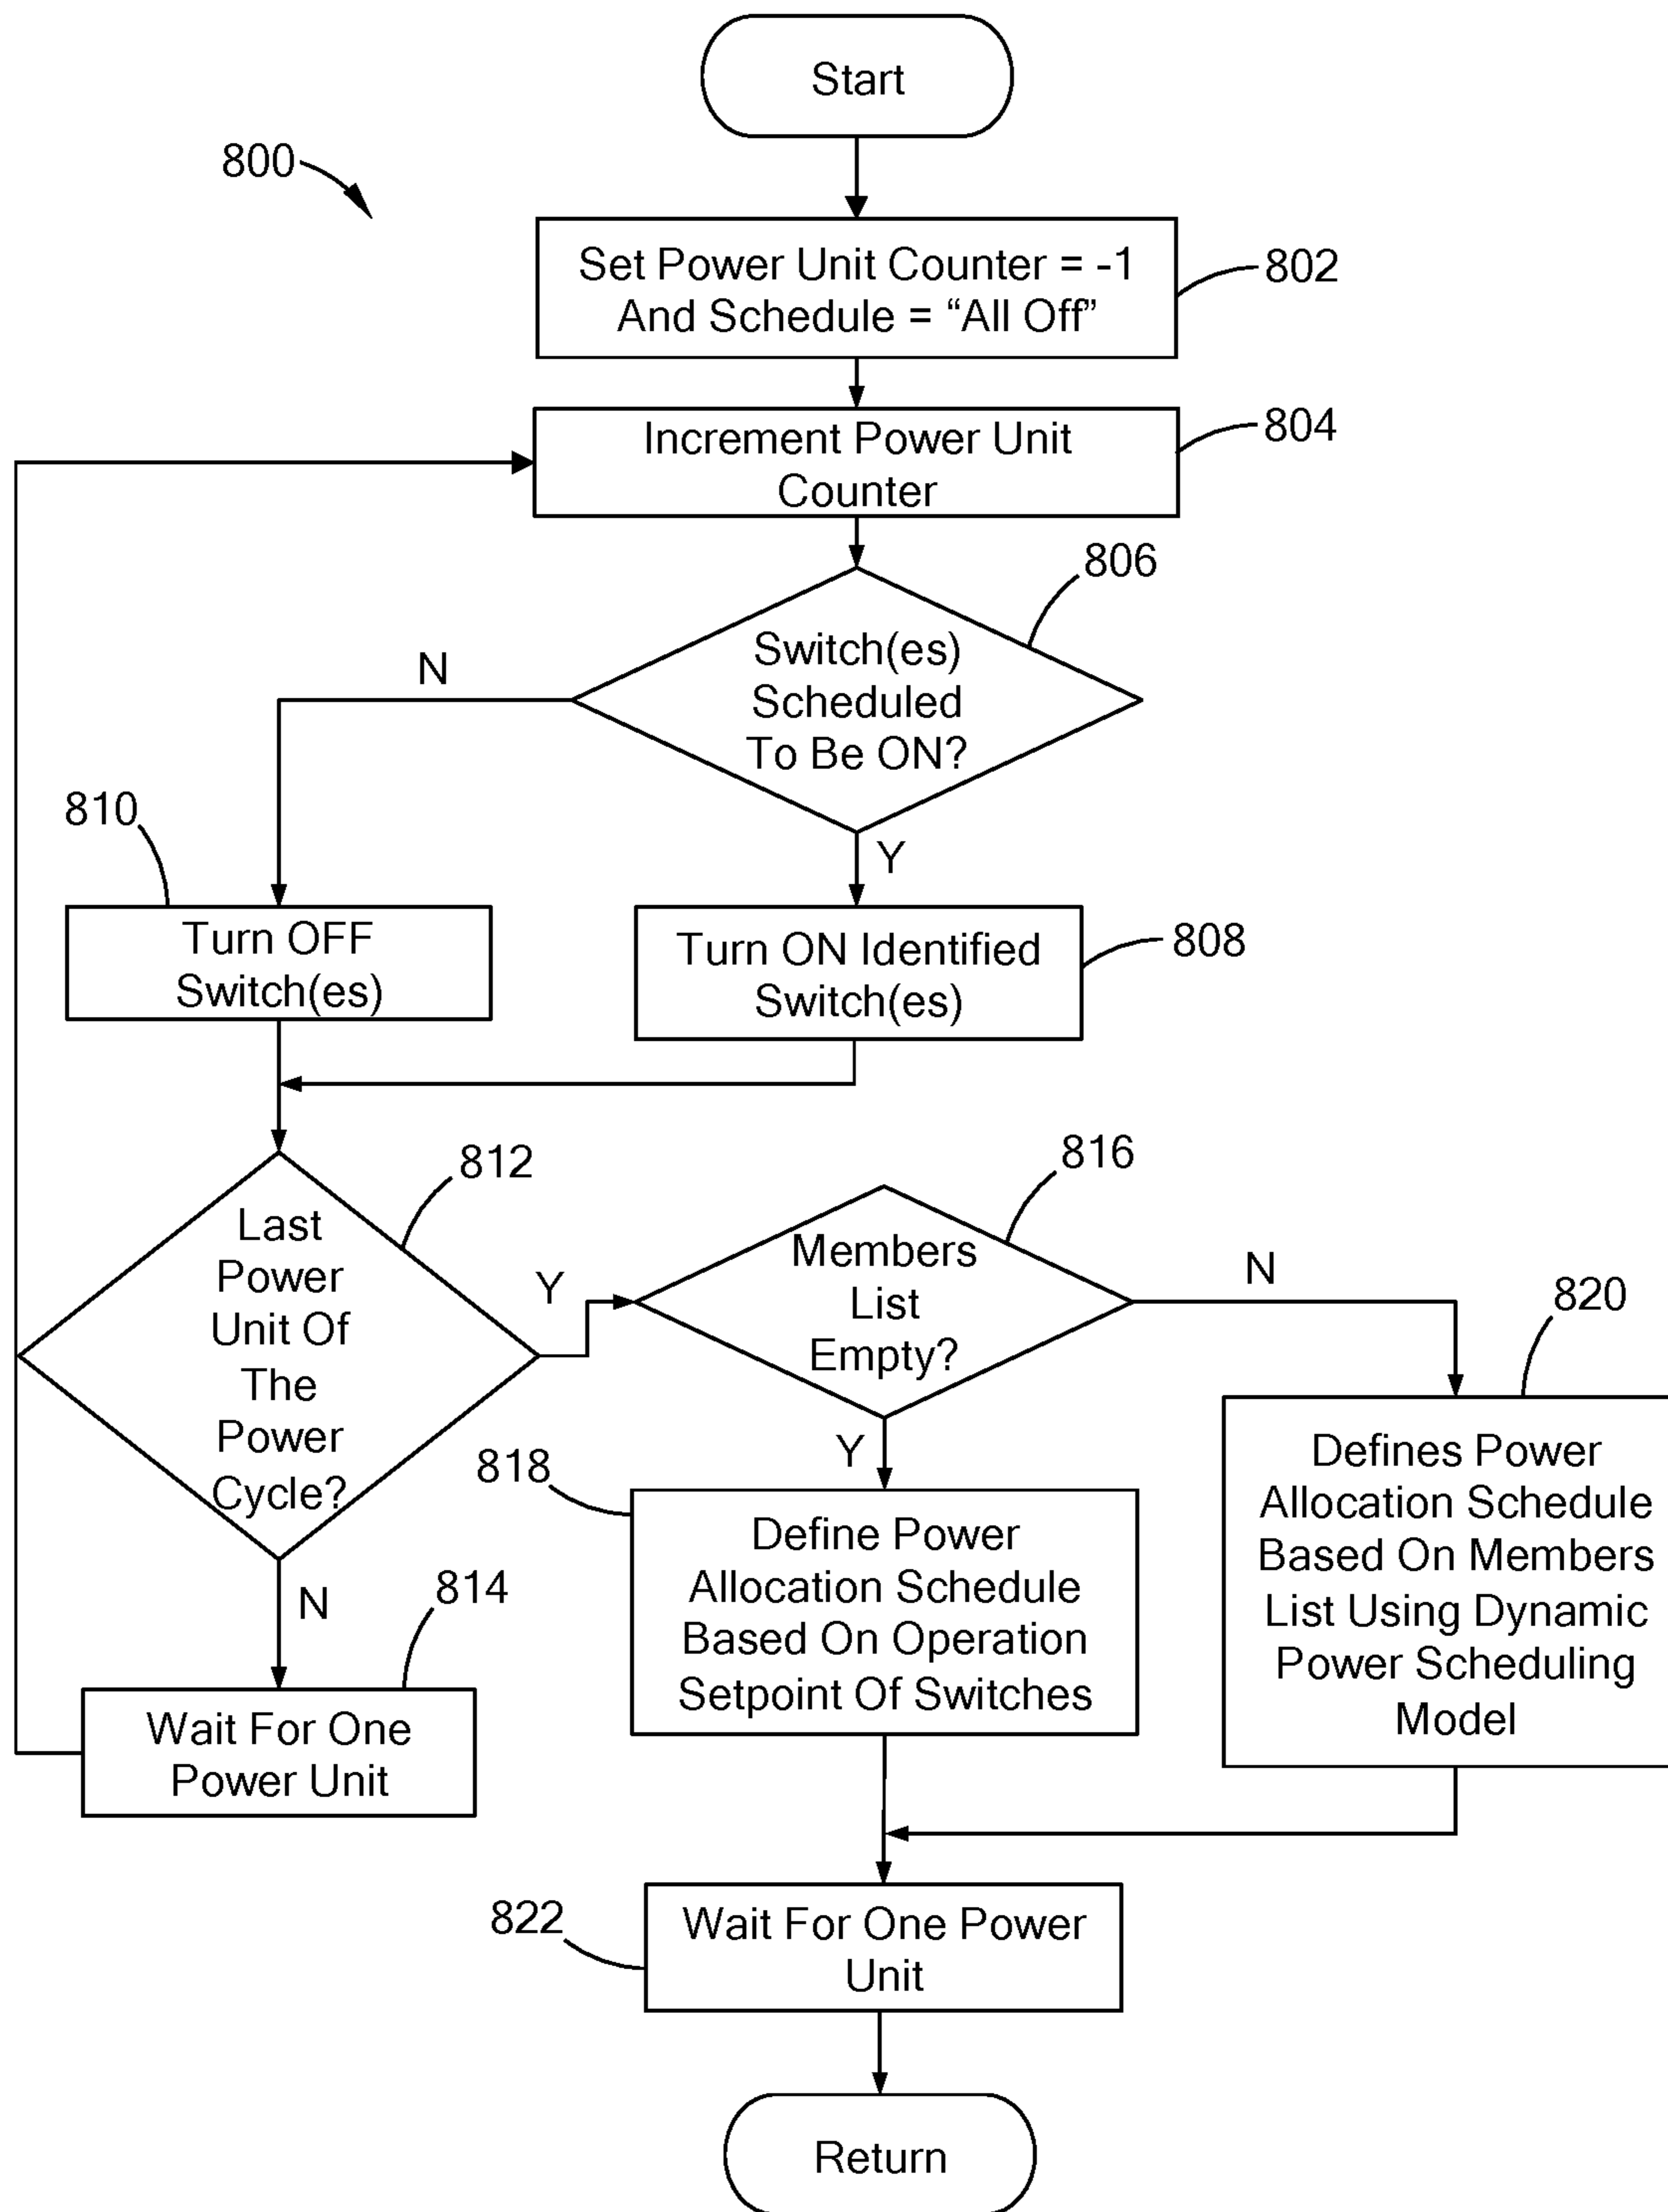 Start
800
Set Power Unit Counter = -1
And Schedule = “All Off”
802
Increment Power Unit
Counter
804
806
Switch(es)
Scheduled
To Be ON?
N
Y
810
Turn OFF
Switch(es)
Turn ON Identified
Switch(es)
808
812
Last
Power
Unit Of
The
Power
Cycle?
Y
816
Members
List
Empty?
N
820
Y
818
Define Power
Allocation Schedule
Based On Operation
Setpoint Of Switches
Defines Power
Allocation Schedule
Based On Members
List Using Dynamic
Power Scheduling
Model
N
814
Wait For One
Power Unit
822
Wait For One Power
Unit
Return